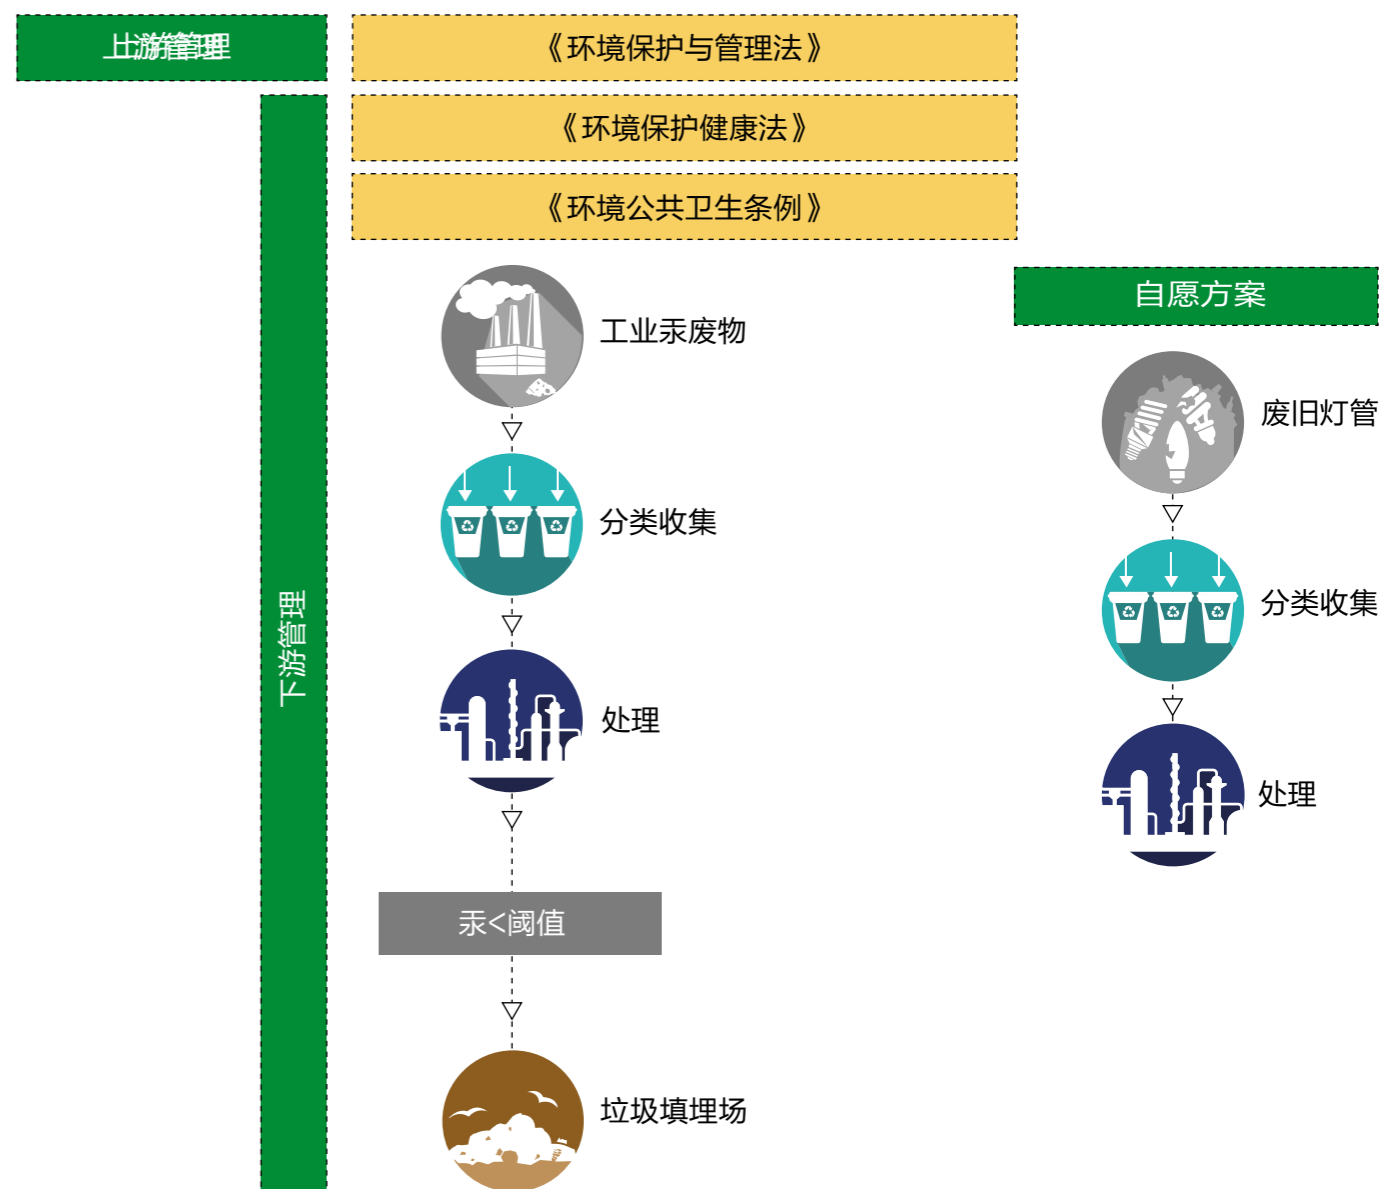 上游管理
《环境保护与管理法》
《环境保护健康法》
《环境公共卫生条例》
下游管理
工业汞废物
分类收集
处理
汞<阈值
垃圾填埋场
自愿方案
废旧灯管
分类收集
处理